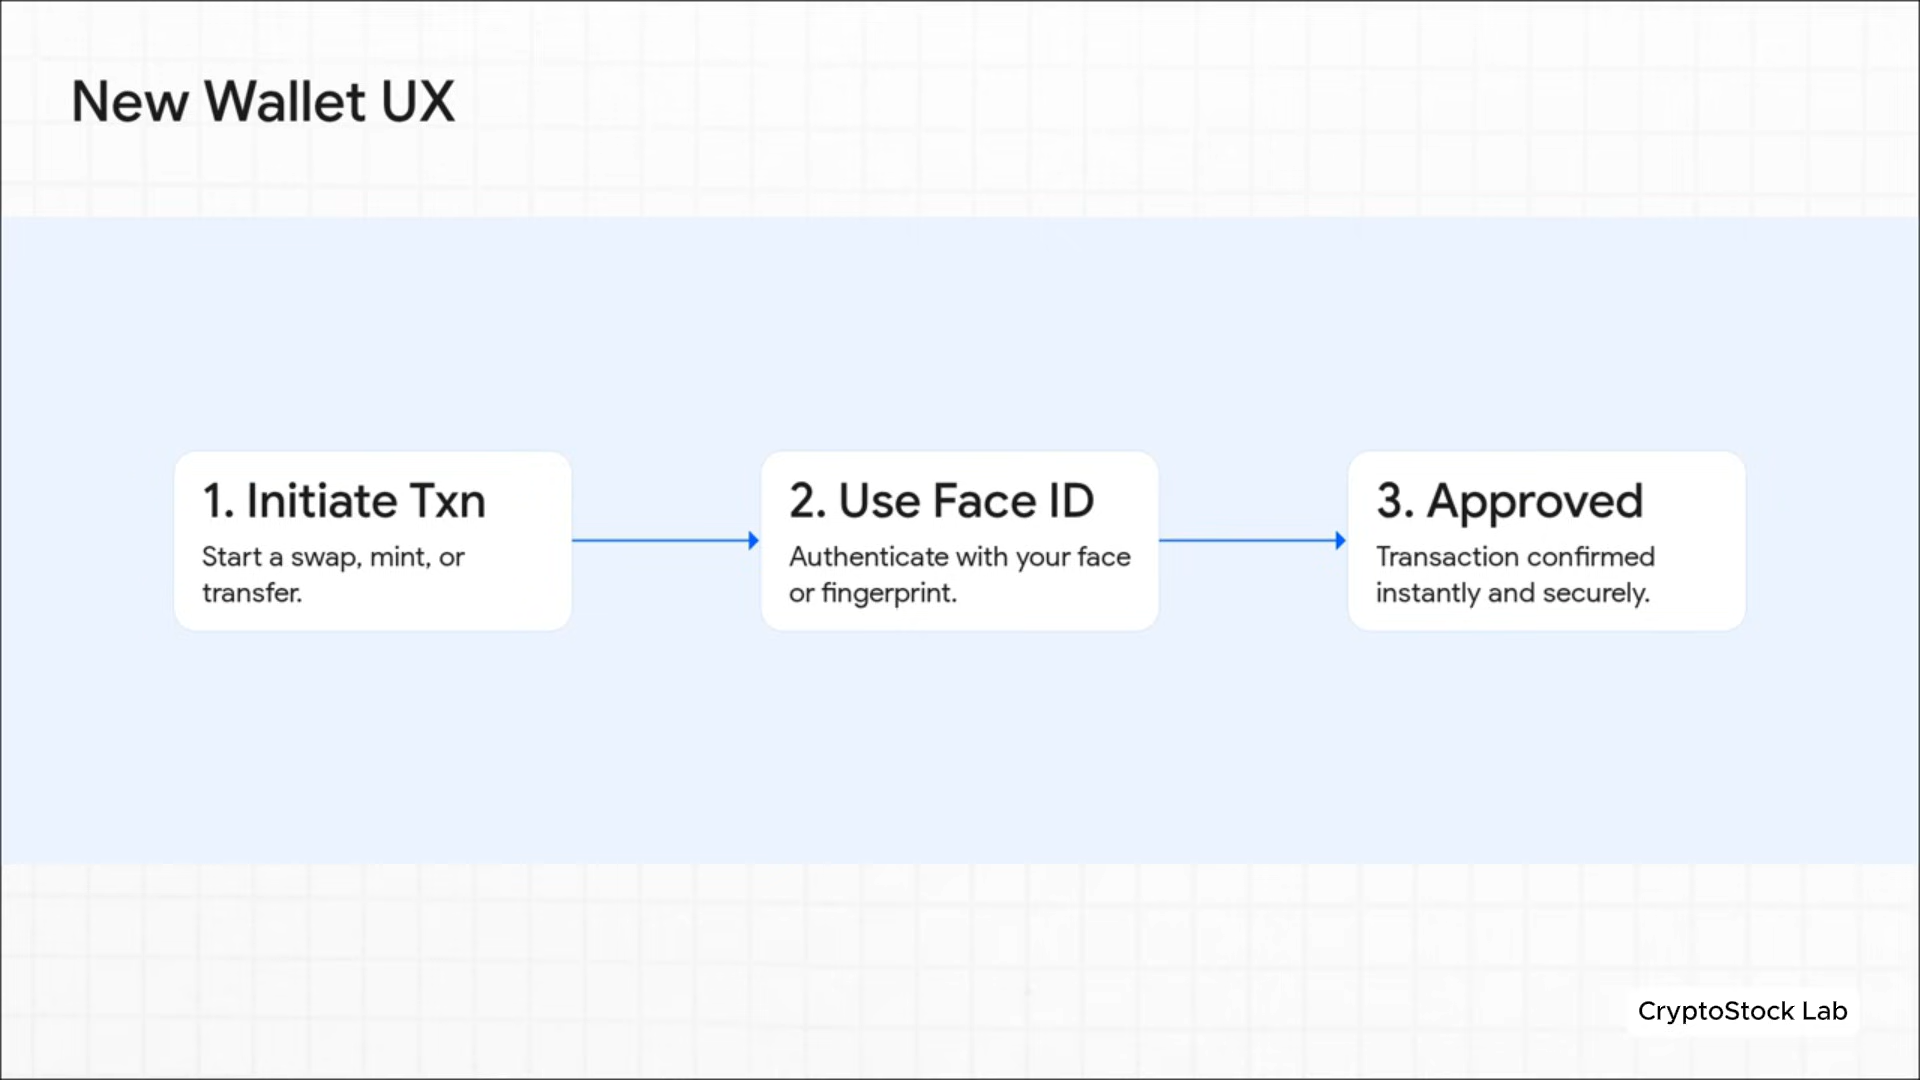 New Wallet UX
1. Initiate Txn
Start a swap, mint, or
transfer.
2. Use Face ID
Authenticate with your face
or fingerprint.
3. Approved
Transaction confirmed
instantly and securely.
CryptoStock Lab